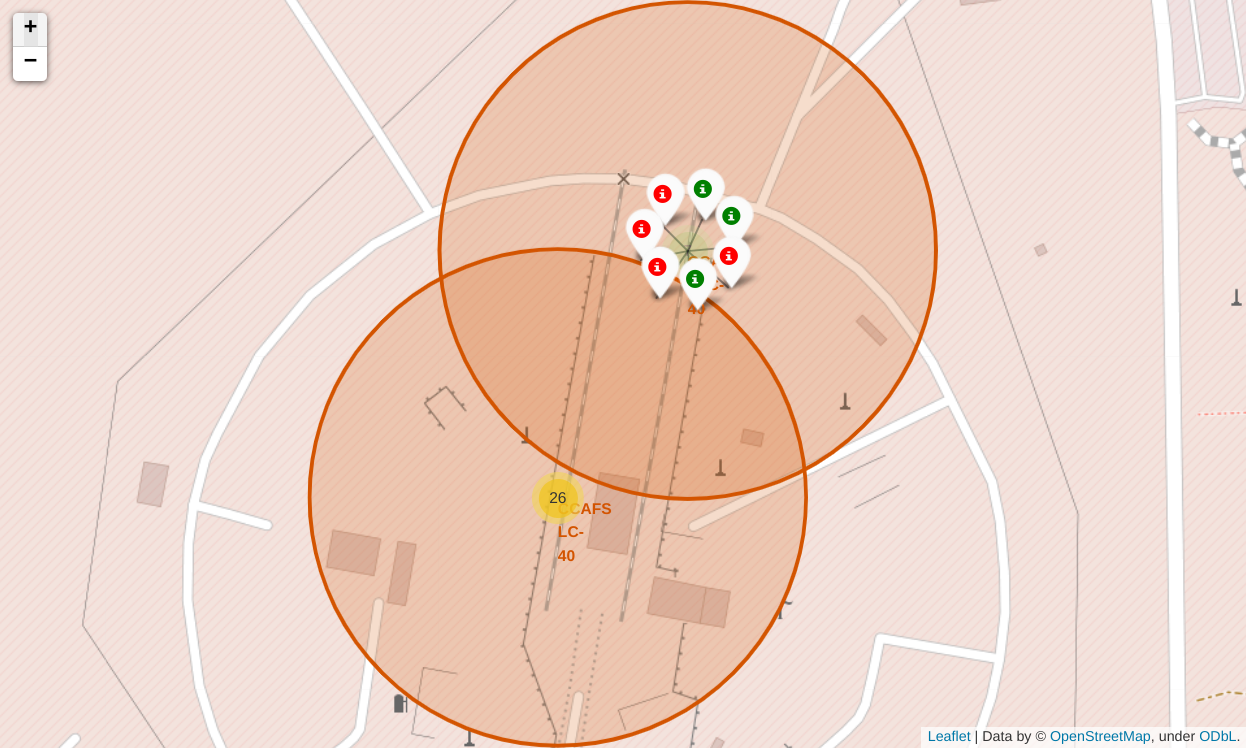 +
−
26
CCAFS
LC-
40
Leaflet | Data by © OpenStreetMap, under ODbL.